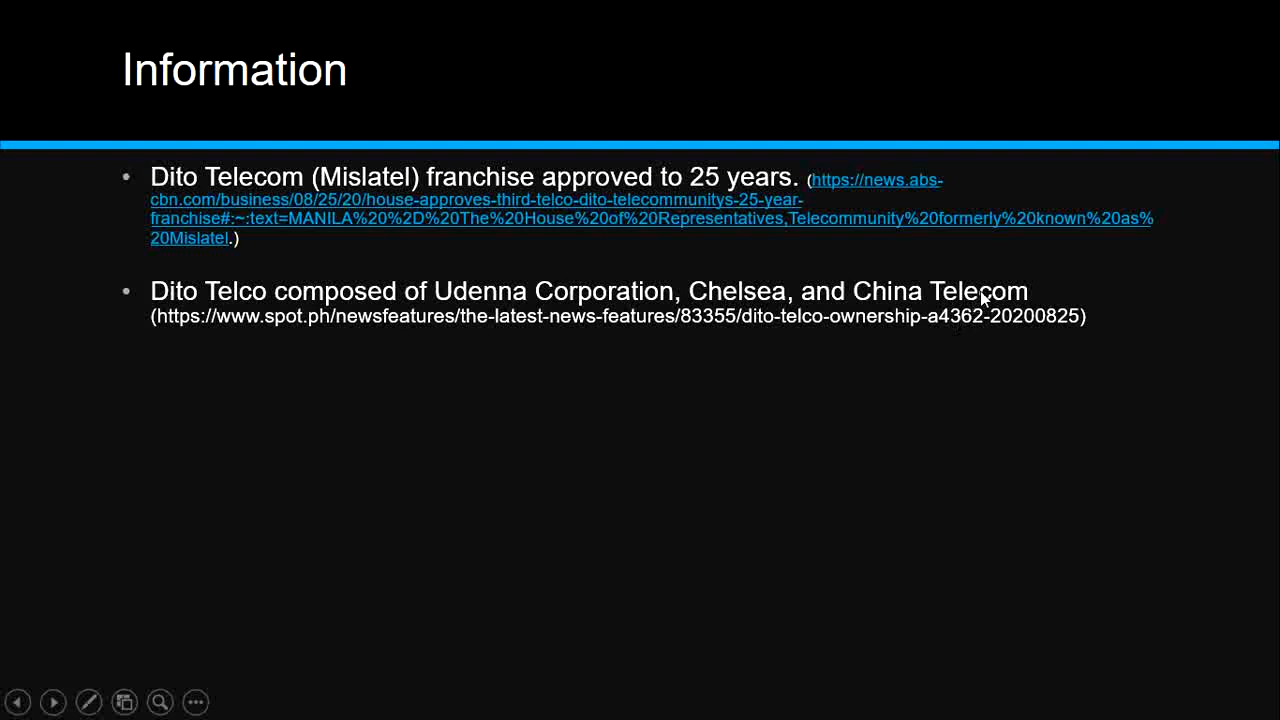 Information
• Dito Telecom (Mislatel) franchise approved to 25 years. (https://news.abs-
cbn.com/business/08/25/20/house-approves-third-telco-dito-telecommunitys-25-year-
franchise#:~:text=MANILA%20%2D%20The%20House%20of%20Representatives,Telecommunity%20formerly%20known%20as%
20Mislatel.)
• Dito Telco composed of Udenna Corporation, Chelsea, and China Telecom
(https://www.spot.ph/newsfeatures/the-latest-news-features/83355/dito-telco-ownership-a4362-20200825)